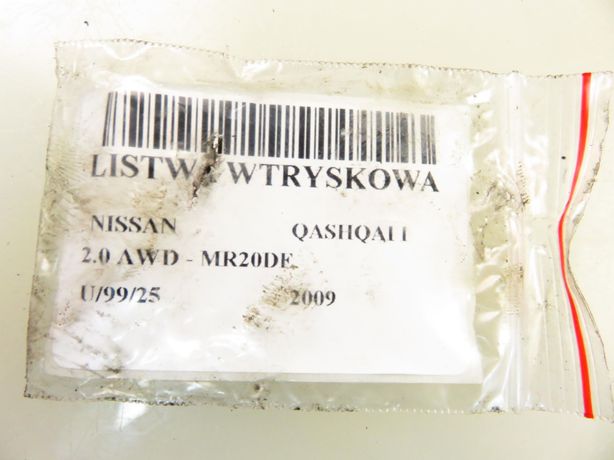 LISTWA WTRYSKOWA
NISSAN QASHQAI I
2.0 AWD - MR20DE
U/99/25 2009